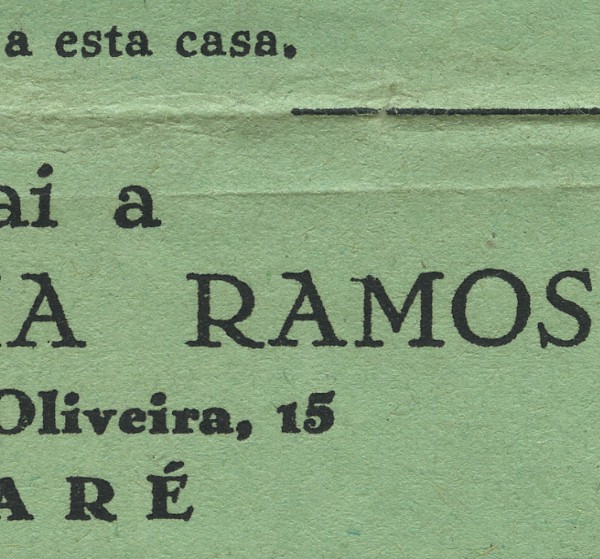 a esta casa.
ai a
A RAMOS
Oliveira, 15
ARÉ